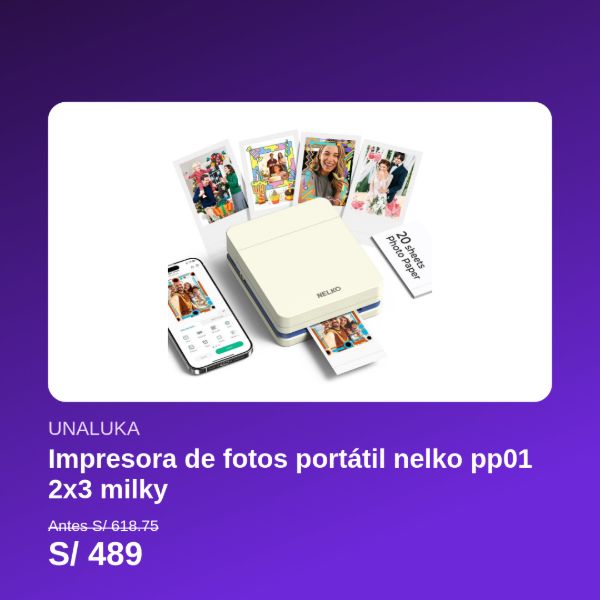 20 sheets
Photo Paper
NELKO
UNALUKA
Impresora de fotos portátil nelko pp01
2x3 milky
Antes S/ 618.75
S/ 489